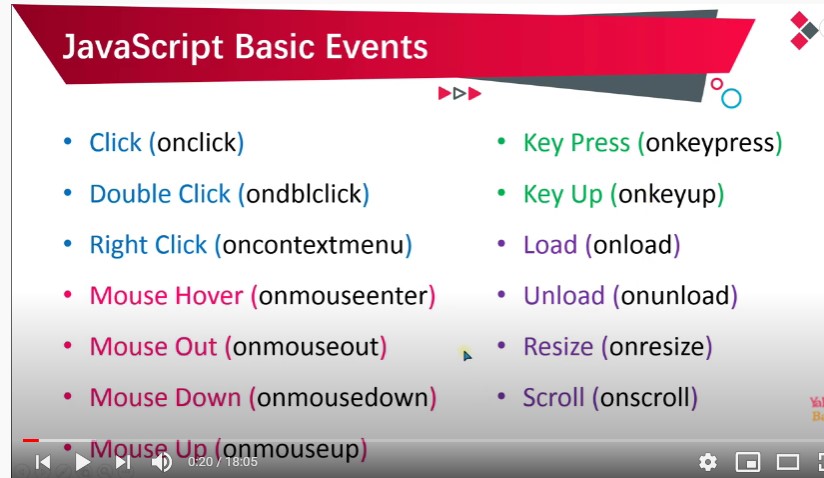 JavaScript Basic Events
• Click (onclick)
• Double Click (ondblclick)
• Right Click (oncontextmenu)
• Mouse Hover (onmouseenter)
• Mouse Out (onmouseout)
• Mouse Down (onmousedown)
• Mouse Up (onmouseup)
• Key Press (onkeypress)
• Key Up (onkeyup)
• Load (onload)
• Unload (onunload)
• Resize (onresize)
• Scroll (onscroll)
0:20 / 18:05